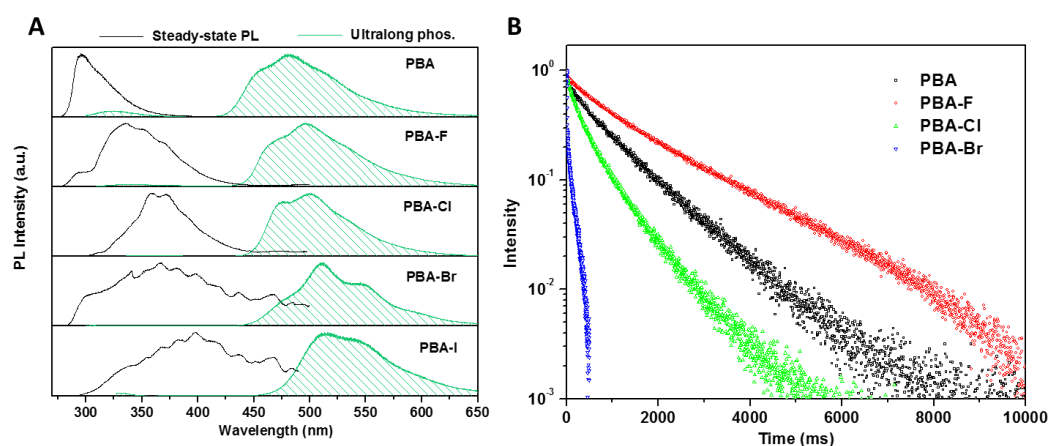 A
Steady-state PL
Ultralong phos.
PBA
PBA-F
PBA-Cl
PBA-Br
PBA-I
PL Intensity (a.u.)
300 350 400 450 500 550 600 650
Wavelength (nm)
B
10^0
10^-1
10^-2
10^-3
Intensity
PBA
PBA-F
PBA-Cl
PBA-Br
0 2000 4000 6000 8000 10000
Time (ms)